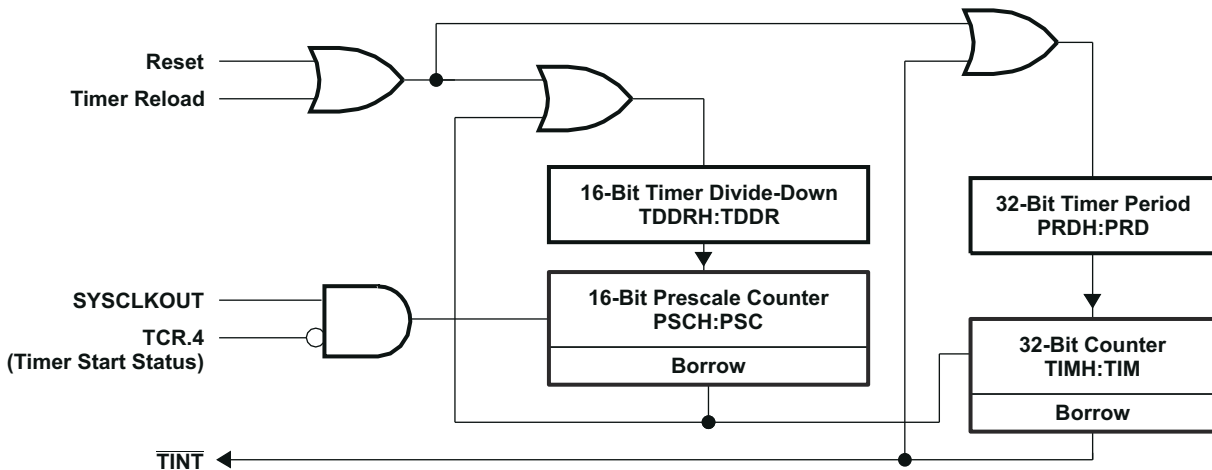 Reset
Timer Reload
16-Bit Timer Divide-Down
TDDRH:TDDR
32-Bit Timer Period
PRDH:PRD
SYSCLKOUT
TCR.4
(Timer Start Status)
16-Bit Prescale Counter
PSCH:PSC
Borrow
32-Bit Counter
TIMH:TIM
Borrow
TINT